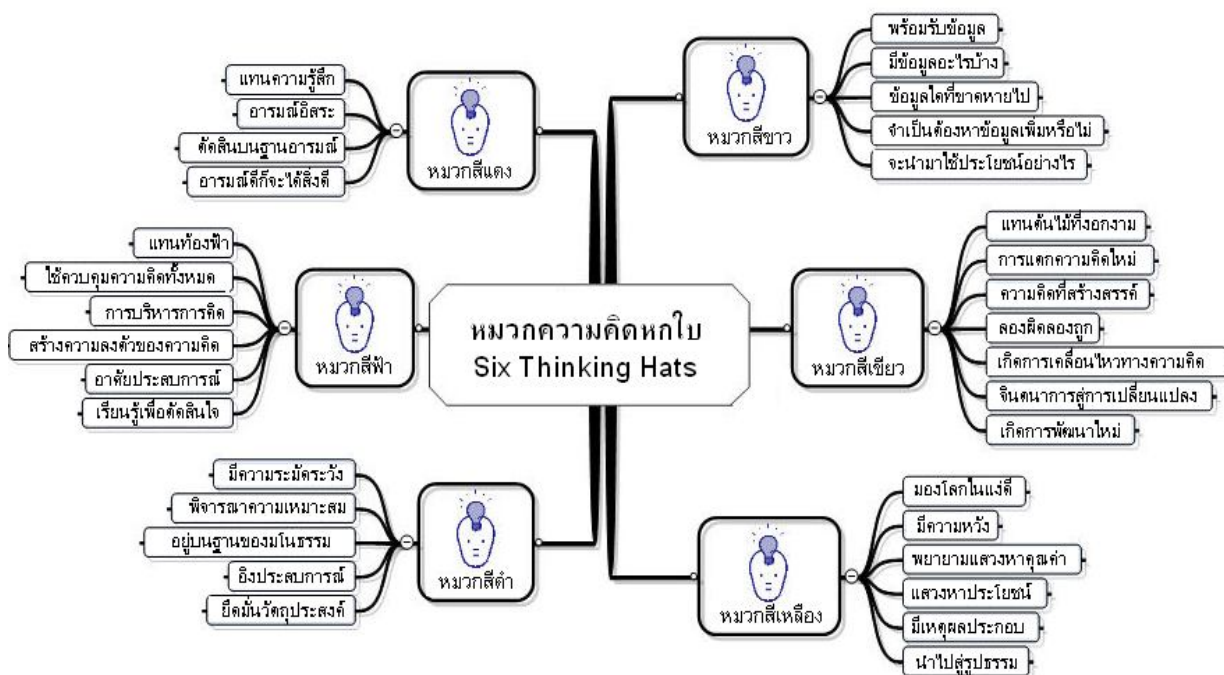 หมวกความคิดหกใบ
Six Thinking Hats
หมวกสีขาว
พร้อมรับข้อมูล
มีข้อมูลอะไรบ้าง
ข้อมูลใดที่ขาดหายไป
จำเป็นต้องหาข้อมูลเพิ่มหรือไม่
จะนำมาใช้ประโยชน์อย่างไร
หมวกสีเขียว
แทนต้นไม้ที่งอกงาม
การแตกความคิดใหม่
ความคิดที่สร้างสรรค์
ลองผิดลองถูก
เกิดการเคลื่อนไหวทางความคิด
จินตนาการสู่การเปลี่ยนแปลง
เกิดการพัฒนาใหม่
หมวกสีเหลือง
มองโลกในแง่ดี
มีความหวัง
พยายามแสวงหาคุณค่า
แสวงหาประโยชน์
มีเหตุผลประกอบ
นำไปสู่รูปธรรม
หมวกสีแดง
แทนความรู้สึก
อารมณ์อิสระ
ตัดสินบนฐานอารมณ์
อารมณ์ดีก็จะได้สิ่งดี
หมวกสีฟ้า
แทนท้องฟ้า
ใช้ควบคุมความคิดทั้งหมด
การบริหารการคิด
สร้างความลงตัวของความคิด
อาศัยประสบการณ์
เรียนรู้เพื่อตัดสินใจ
หมวกสีดำ
มีความระมัดระวัง
พิจารณาความเหมาะสม
อยู่บนฐานของมโนธรรม
อิงประสบการณ์
ยึดมั่นวัตถุประสงค์